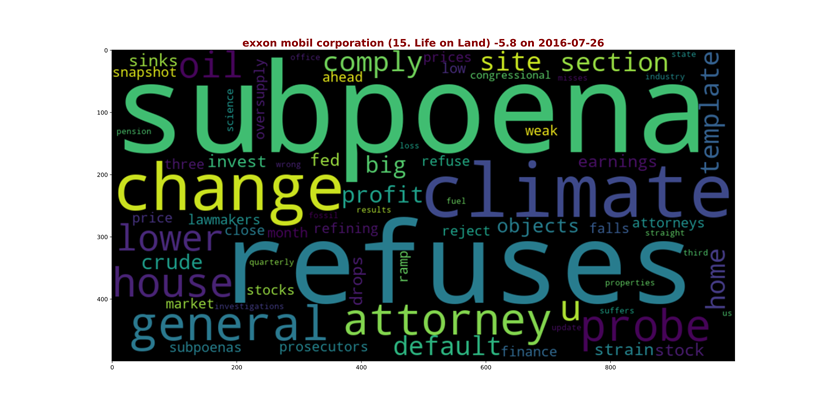 exxon mobil corporation (15. Life on Land) -5.8 on 2016-07-26
0
100
200
300
400
0 200 400 600 800
sinks oil comply prices site section state
snapshot office ahead low congressional misses industry
subpoena
science oversupply template
pension weak loss
three invest wrong fed big refuse earnings
change profit climate
fuel results
price lawmakers fossil objects falls attorneys
lower close month refining reject straight
refuses
crude quarterly drops ramp third home
house stocks properties
market investigations u suffers us
general attorney update probe
subpoenas prosecutors default finance strain stock